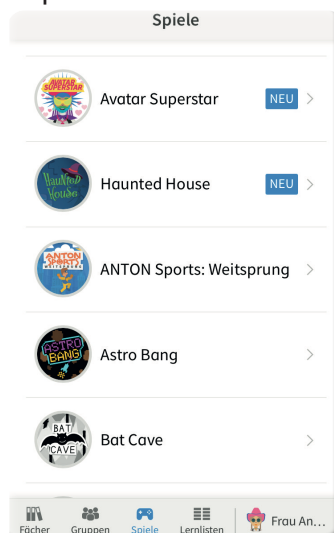 Spiele
AVATAR
SUPERSTAR
Avatar Superstar
NEU
Haunted
House
Haunted House
NEU
ANTON
SPORTS
ANTON Sports: Weitsprung
ASTRO
BANG
Astro Bang
BAT
CAVE
Bat Cave
Fächer
Gruppen
Spiele
Lernlisten
Frau An...